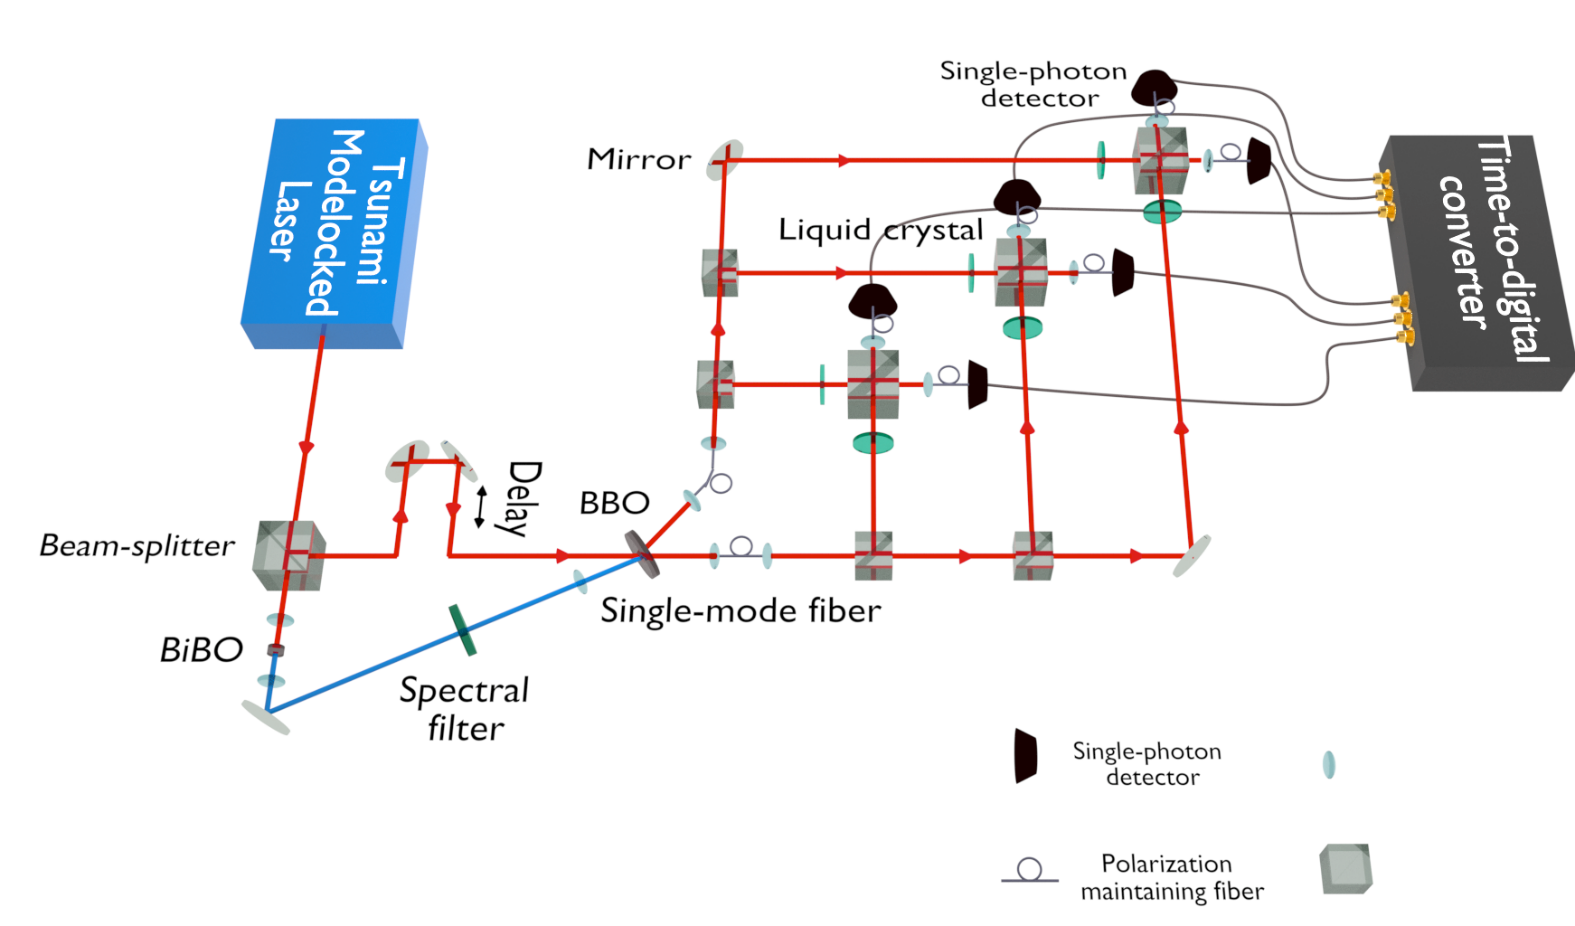 Single-photon
detector
Tsunami
Modelocked
Laser
Mirror
Time-to-digital
converter
Liquid crystal
Delay
BBO
Beam-splitter
Single-mode fiber
BiBO
Spectral
filter
Single-photon
detector
Polarization
maintaining fiber